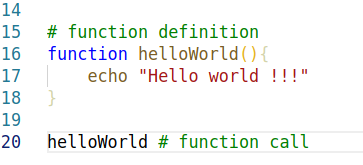 14
15 # function definition
16 function helloWorld(){
17     echo "Hello world !!!"
18 }
19
20 helloWorld # function call